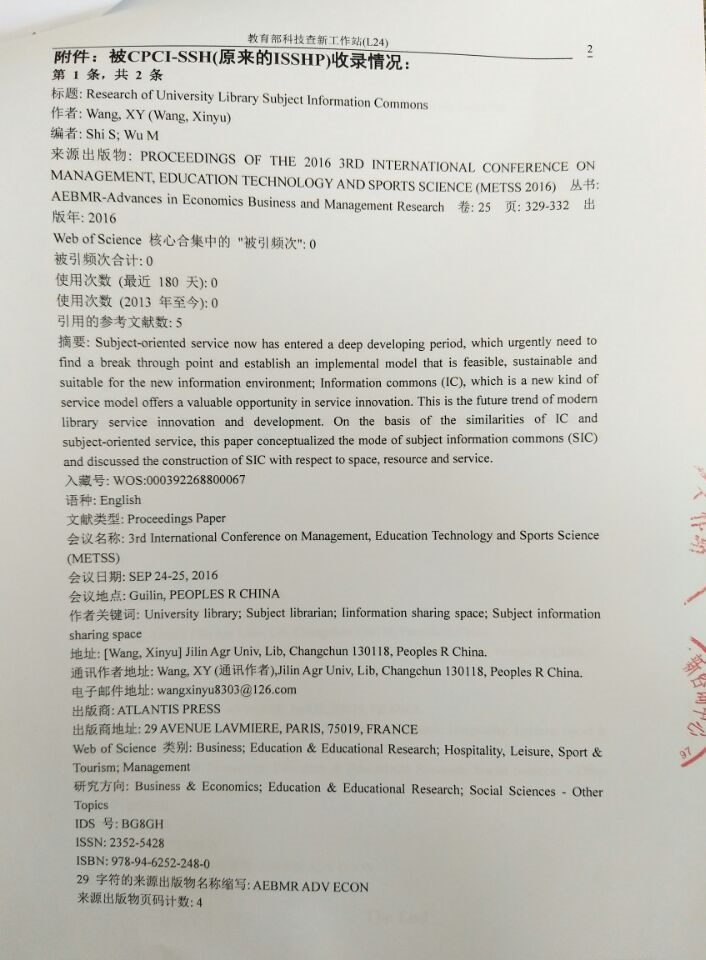 教育部科技查新工作站(L24)
2
附件：被CPCI-SSH(原来的ISSHP)收录情况：
第 1 条，共 2 条
标题: Research of University Library Subject Information Commons
作者: Wang, XY (Wang, Xinyu)
编者: Shi S; Wu M
来源出版物: PROCEEDINGS OF THE 2016 3RD INTERNATIONAL CONFERENCE ON
MANAGEMENT, EDUCATION TECHNOLOGY AND SPORTS SCIENCE (METSS 2016) 丛书:
AEBMR-Advances in Economics Business and Management Research 卷: 25 页: 329-332 出
版年: 2016
Web of Science 核心合集中的 "被引频次": 0
被引频次合计: 0
使用次数 (最近 180 天): 0
使用次数 (2013 年至今): 0
引用的参考文献数: 5
摘要: Subject-oriented service now has entered a deep developing period, which urgently need to
find a break through point and establish an implemental model that is feasible, sustainable and
suitable for the new information environment; Information commons (IC), which is a new kind of
service model offers a valuable opportunity in service innovation. This is the future trend of modern
library service innovation and development. On the basis of the similarities of IC and
subject-oriented service, this paper conceptualized the mode of subject information commons (SIC)
and discussed the construction of SIC with respect to space, resource and service.
入藏号: WOS:000392268800067
语种: English
文献类型: Proceedings Paper
会议名称: 3rd International Conference on Management, Education Technology and Sports Science
(METSS)
会议日期: SEP 24-25, 2016
会议地点: Guilin, PEOPLES R CHINA
作者关键词: University library; Subject librarian; Iinformation sharing space; Subject information
sharing space
地址: [Wang, Xinyu] Jilin Agr Univ, Lib, Changchun 130118, Peoples R China.
通讯作者地址: Wang, XY (通讯作者),Jilin Agr Univ, Lib, Changchun 130118, Peoples R China.
电子邮件地址: wangxinyu8303@126.com
出版商: ATLANTIS PRESS
出版商地址: 29 AVENUE LAVMIERE, PARIS, 75019, FRANCE
Web of Science 类别: Business; Education & Educational Research; Hospitality, Leisure, Sport &
Tourism; Management
研究方向: Business & Economics; Education & Educational Research; Social Sciences - Other
Topics
IDS 号: BG8GH
ISSN: 2352-5428
ISBN: 978-94-6252-248-0
29 字符的来源出版物名称缩写: AEBMR ADV ECON
来源出版物页码计数: 4